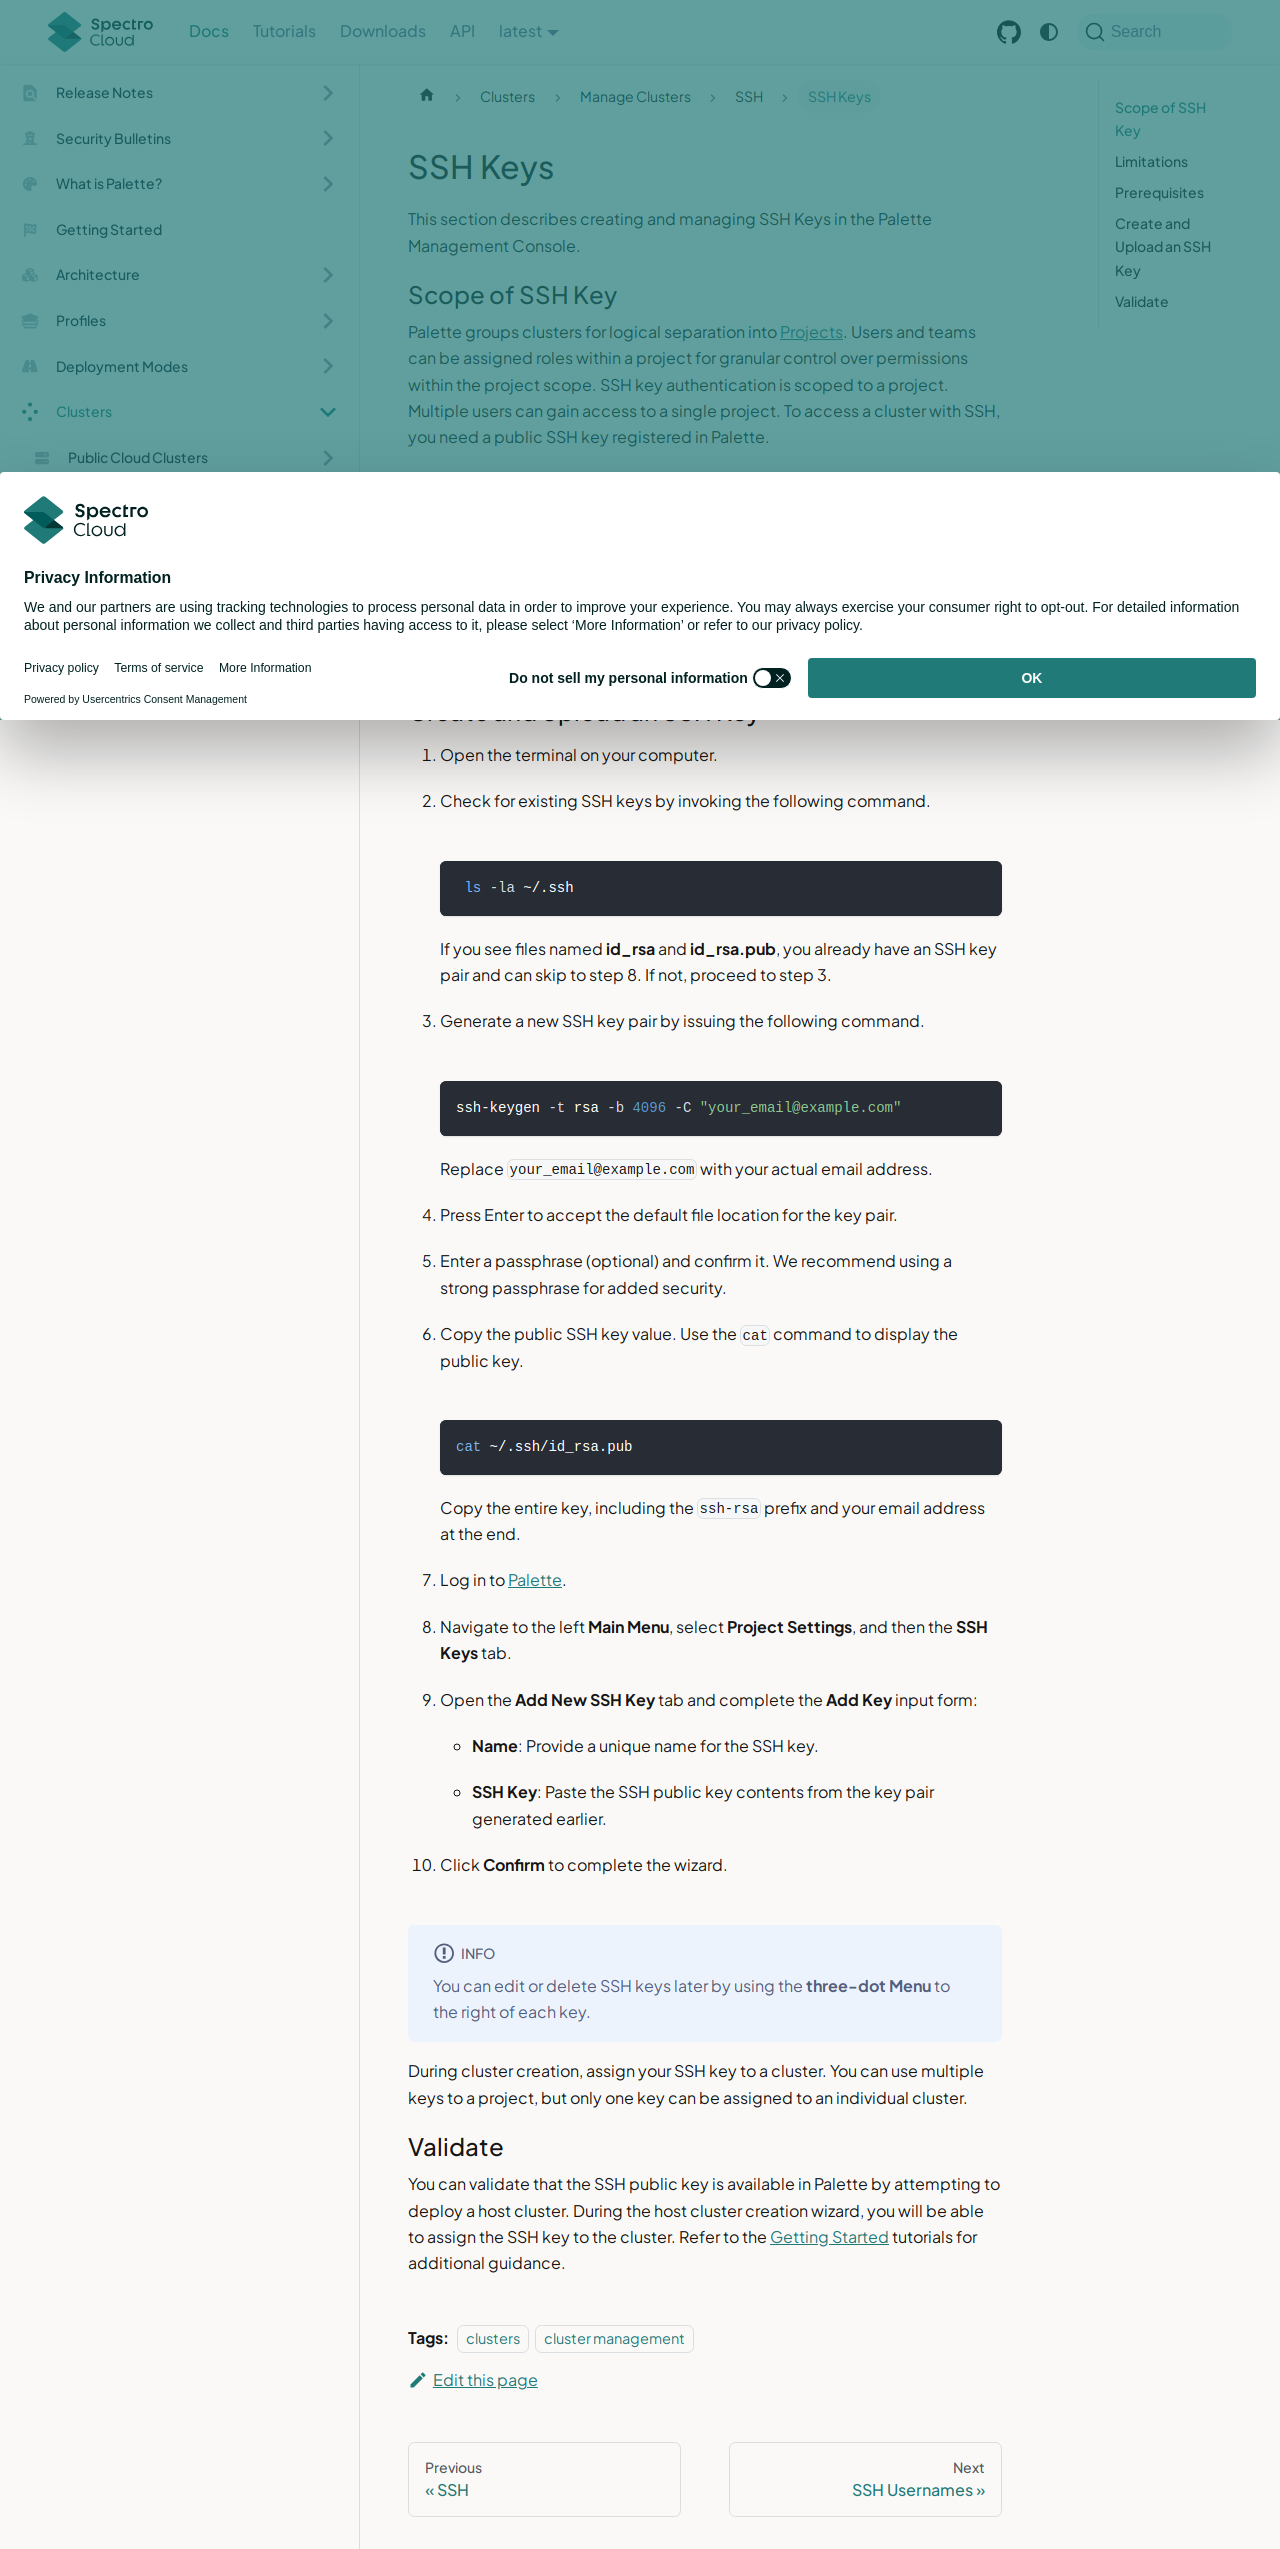 Spectro Cloud
Docs
Tutorials
Downloads
API
latest
Search
Release Notes
Security Bulletins
What is Palette?
Getting Started
Architecture
Profiles
Deployment Modes
Clusters
Public Cloud Clusters
Clusters
Manage Clusters
SSH
SSH Keys
SSH Keys
This section describes creating and managing SSH Keys in the Palette
Management Console.
Scope of SSH Key
Palette groups clusters for logical separation into Projects. Users and teams
can be assigned roles within a project for granular control over permissions
within the project scope. SSH key authentication is scoped to a project.
Multiple users can gain access to a single project. To access a cluster with SSH,
you need a public SSH key registered in Palette.
Scope of SSH
Key
Limitations
Prerequisites
Create and
Upload an SSH
Key
Validate
Spectro
Cloud
Privacy Information
We and our partners are using tracking technologies to process personal data in order to improve your experience. You may always exercise your consumer right to opt-out. For detailed information
about personal information we collect and third parties having access to it, please select ‘More Information’ or refer to our privacy policy.
Privacy policy
Terms of service
More Information
Powered by Usercentrics Consent Management
Do not sell my personal information
OK
Create and Upload an SSH Key
1. Open the terminal on your computer.
2. Check for existing SSH keys by invoking the following command.
ls -la ~/.ssh
If you see files named id_rsa and id_rsa.pub, you already have an SSH key
pair and can skip to step 8. If not, proceed to step 3.
3. Generate a new SSH key pair by issuing the following command.
ssh-keygen -t rsa -b 4096 -C "your_email@example.com"
Replace your_email@example.com with your actual email address.
4. Press Enter to accept the default file location for the key pair.
5. Enter a passphrase (optional) and confirm it. We recommend using a
strong passphrase for added security.
6. Copy the public SSH key value. Use the cat command to display the
public key.
cat ~/.ssh/id_rsa.pub
Copy the entire key, including the ssh-rsa prefix and your email address
at the end.
7. Log in to Palette.
8. Navigate to the left Main Menu, select Project Settings, and then the SSH
Keys tab.
9. Open the Add New SSH Key tab and complete the Add Key input form:
Name: Provide a unique name for the SSH key.
SSH Key: Paste the SSH public key contents from the key pair
generated earlier.
10. Click Confirm to complete the wizard.
INFO
You can edit or delete SSH keys later by using the three-dot Menu to
the right of each key.
During cluster creation, assign your SSH key to a cluster. You can use multiple
keys to a project, but only one key can be assigned to an individual cluster.
Validate
You can validate that the SSH public key is available in Palette by attempting to
deploy a host cluster. During the host cluster creation wizard, you will be able
to assign the SSH key to the cluster. Refer to the Getting Started tutorials for
additional guidance.
Tags: clusters cluster management
Edit this page
Previous
« SSH
Next
SSH Usernames »